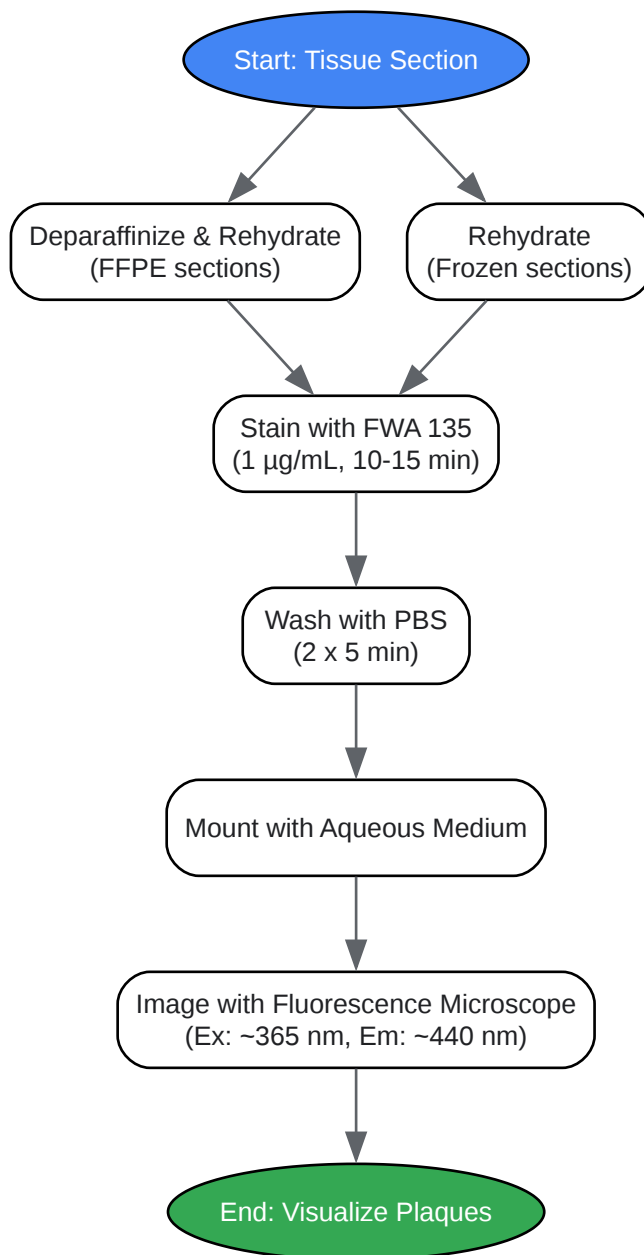 Start: Tissue Section
Deparaffinize & Rehydrate
(FFPE sections)
Rehydrate
(Frozen sections)
Stain with FWA 135
(1 µg/mL, 10-15 min)
Wash with PBS
(2 x 5 min)
Mount with Aqueous Medium
Image with Fluorescence Microscope
(Ex: ~365 nm, Em: ~440 nm)
End: Visualize Plaques